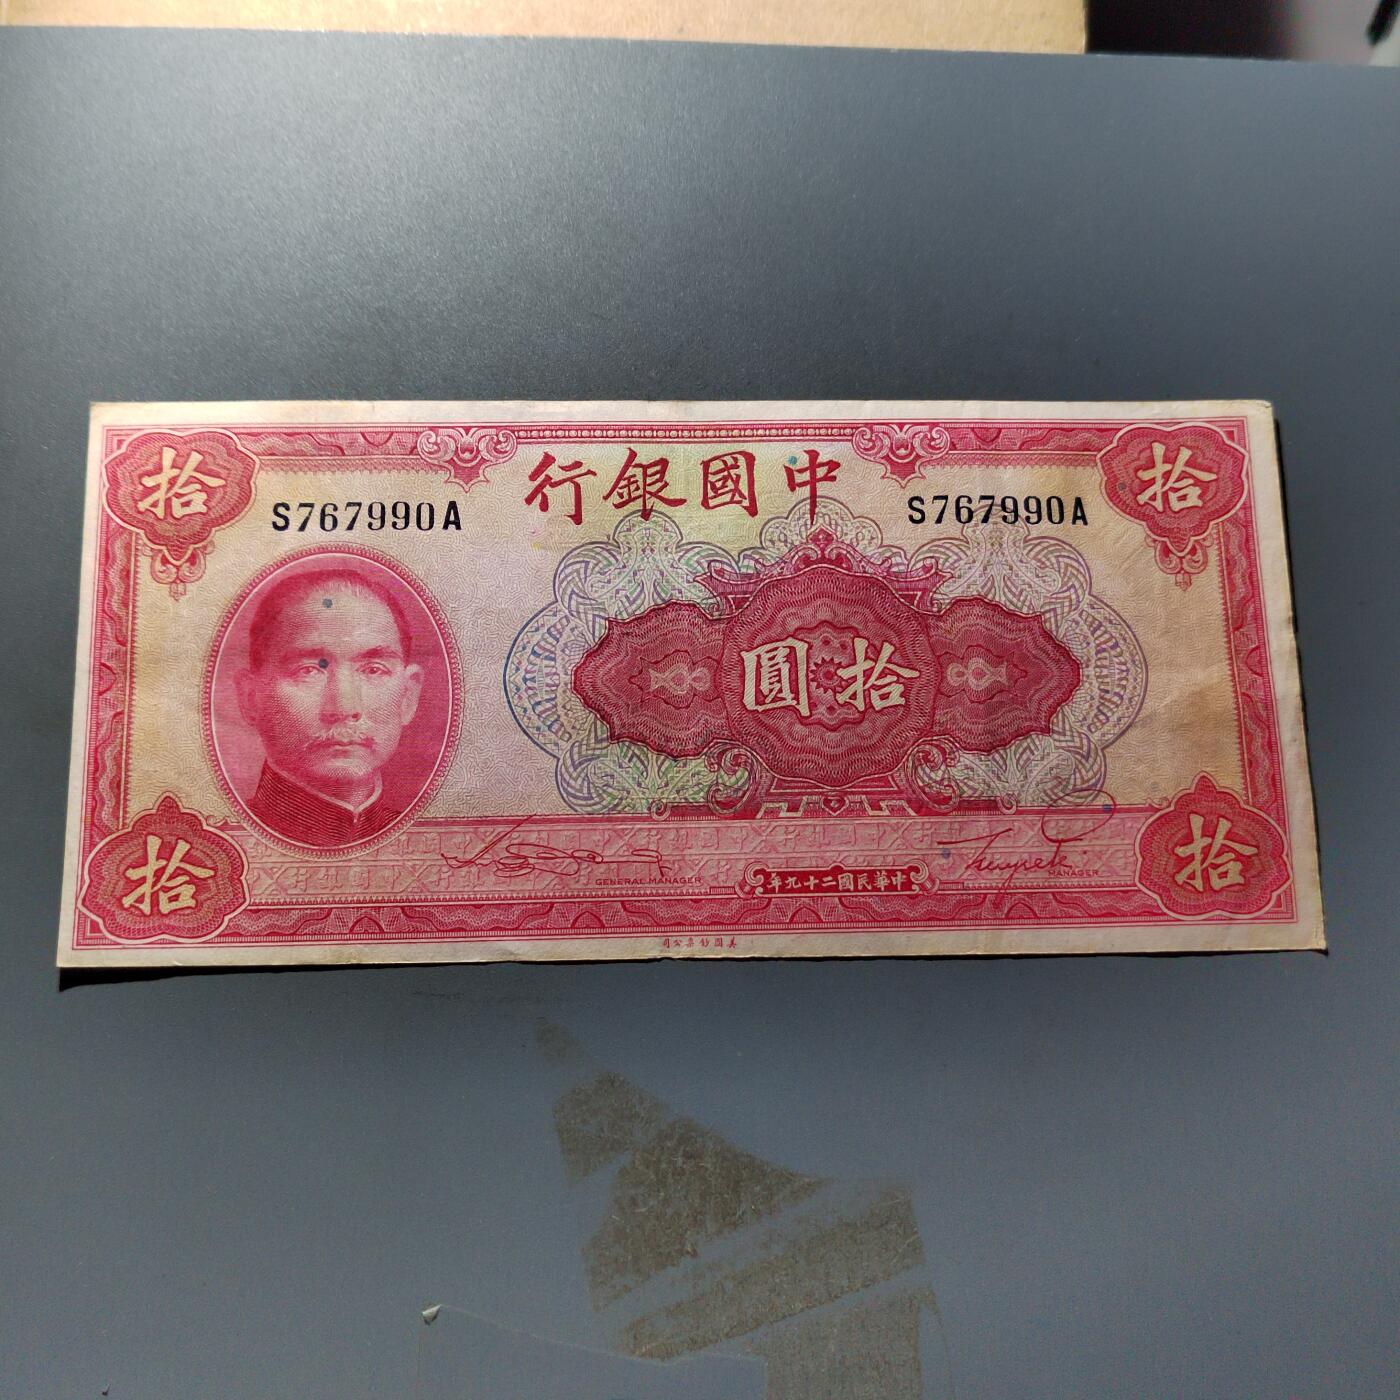 拾
中國銀行
拾
S767990A
S767990A
拾圓
拾
GENERAL MANAGER
中華民國二十九年
MANAGER
拾
美國鈔票公司